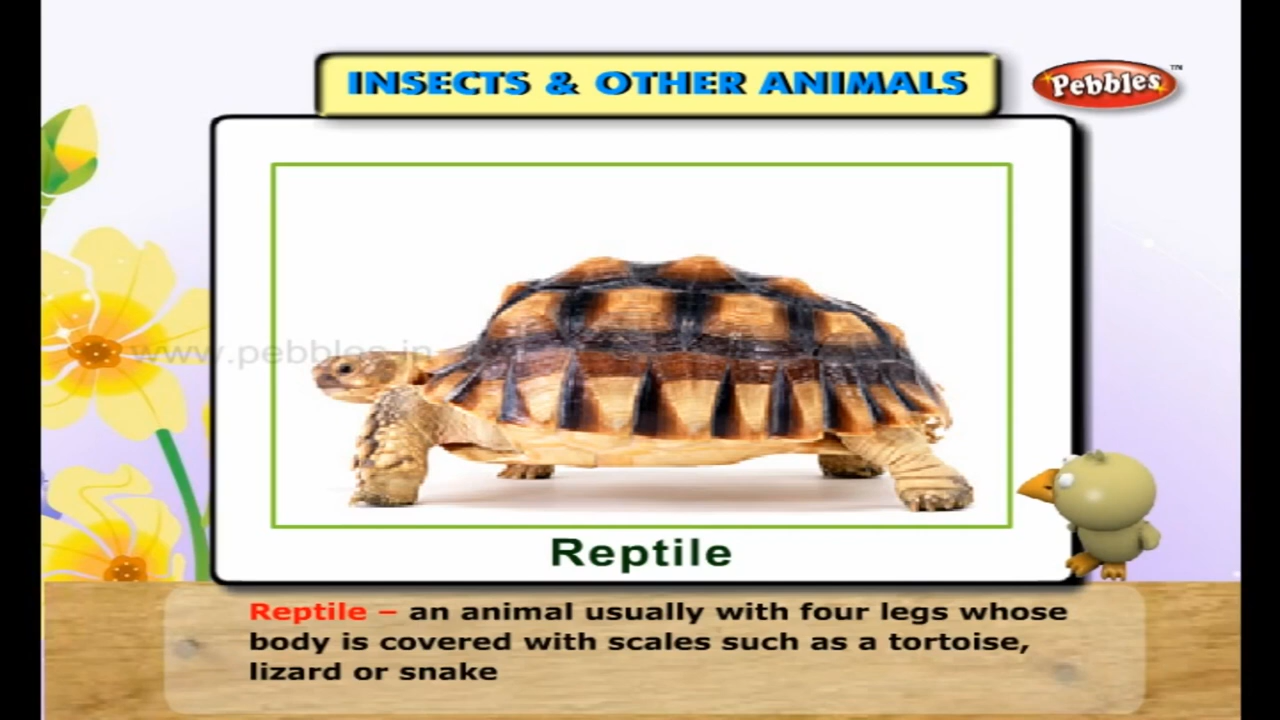 INSECTS & OTHER ANIMALS
Pebbles™
www.pebbles.in
Reptile
Reptile – an animal usually with four legs whose
body is covered with scales such as a tortoise,
lizard or snake